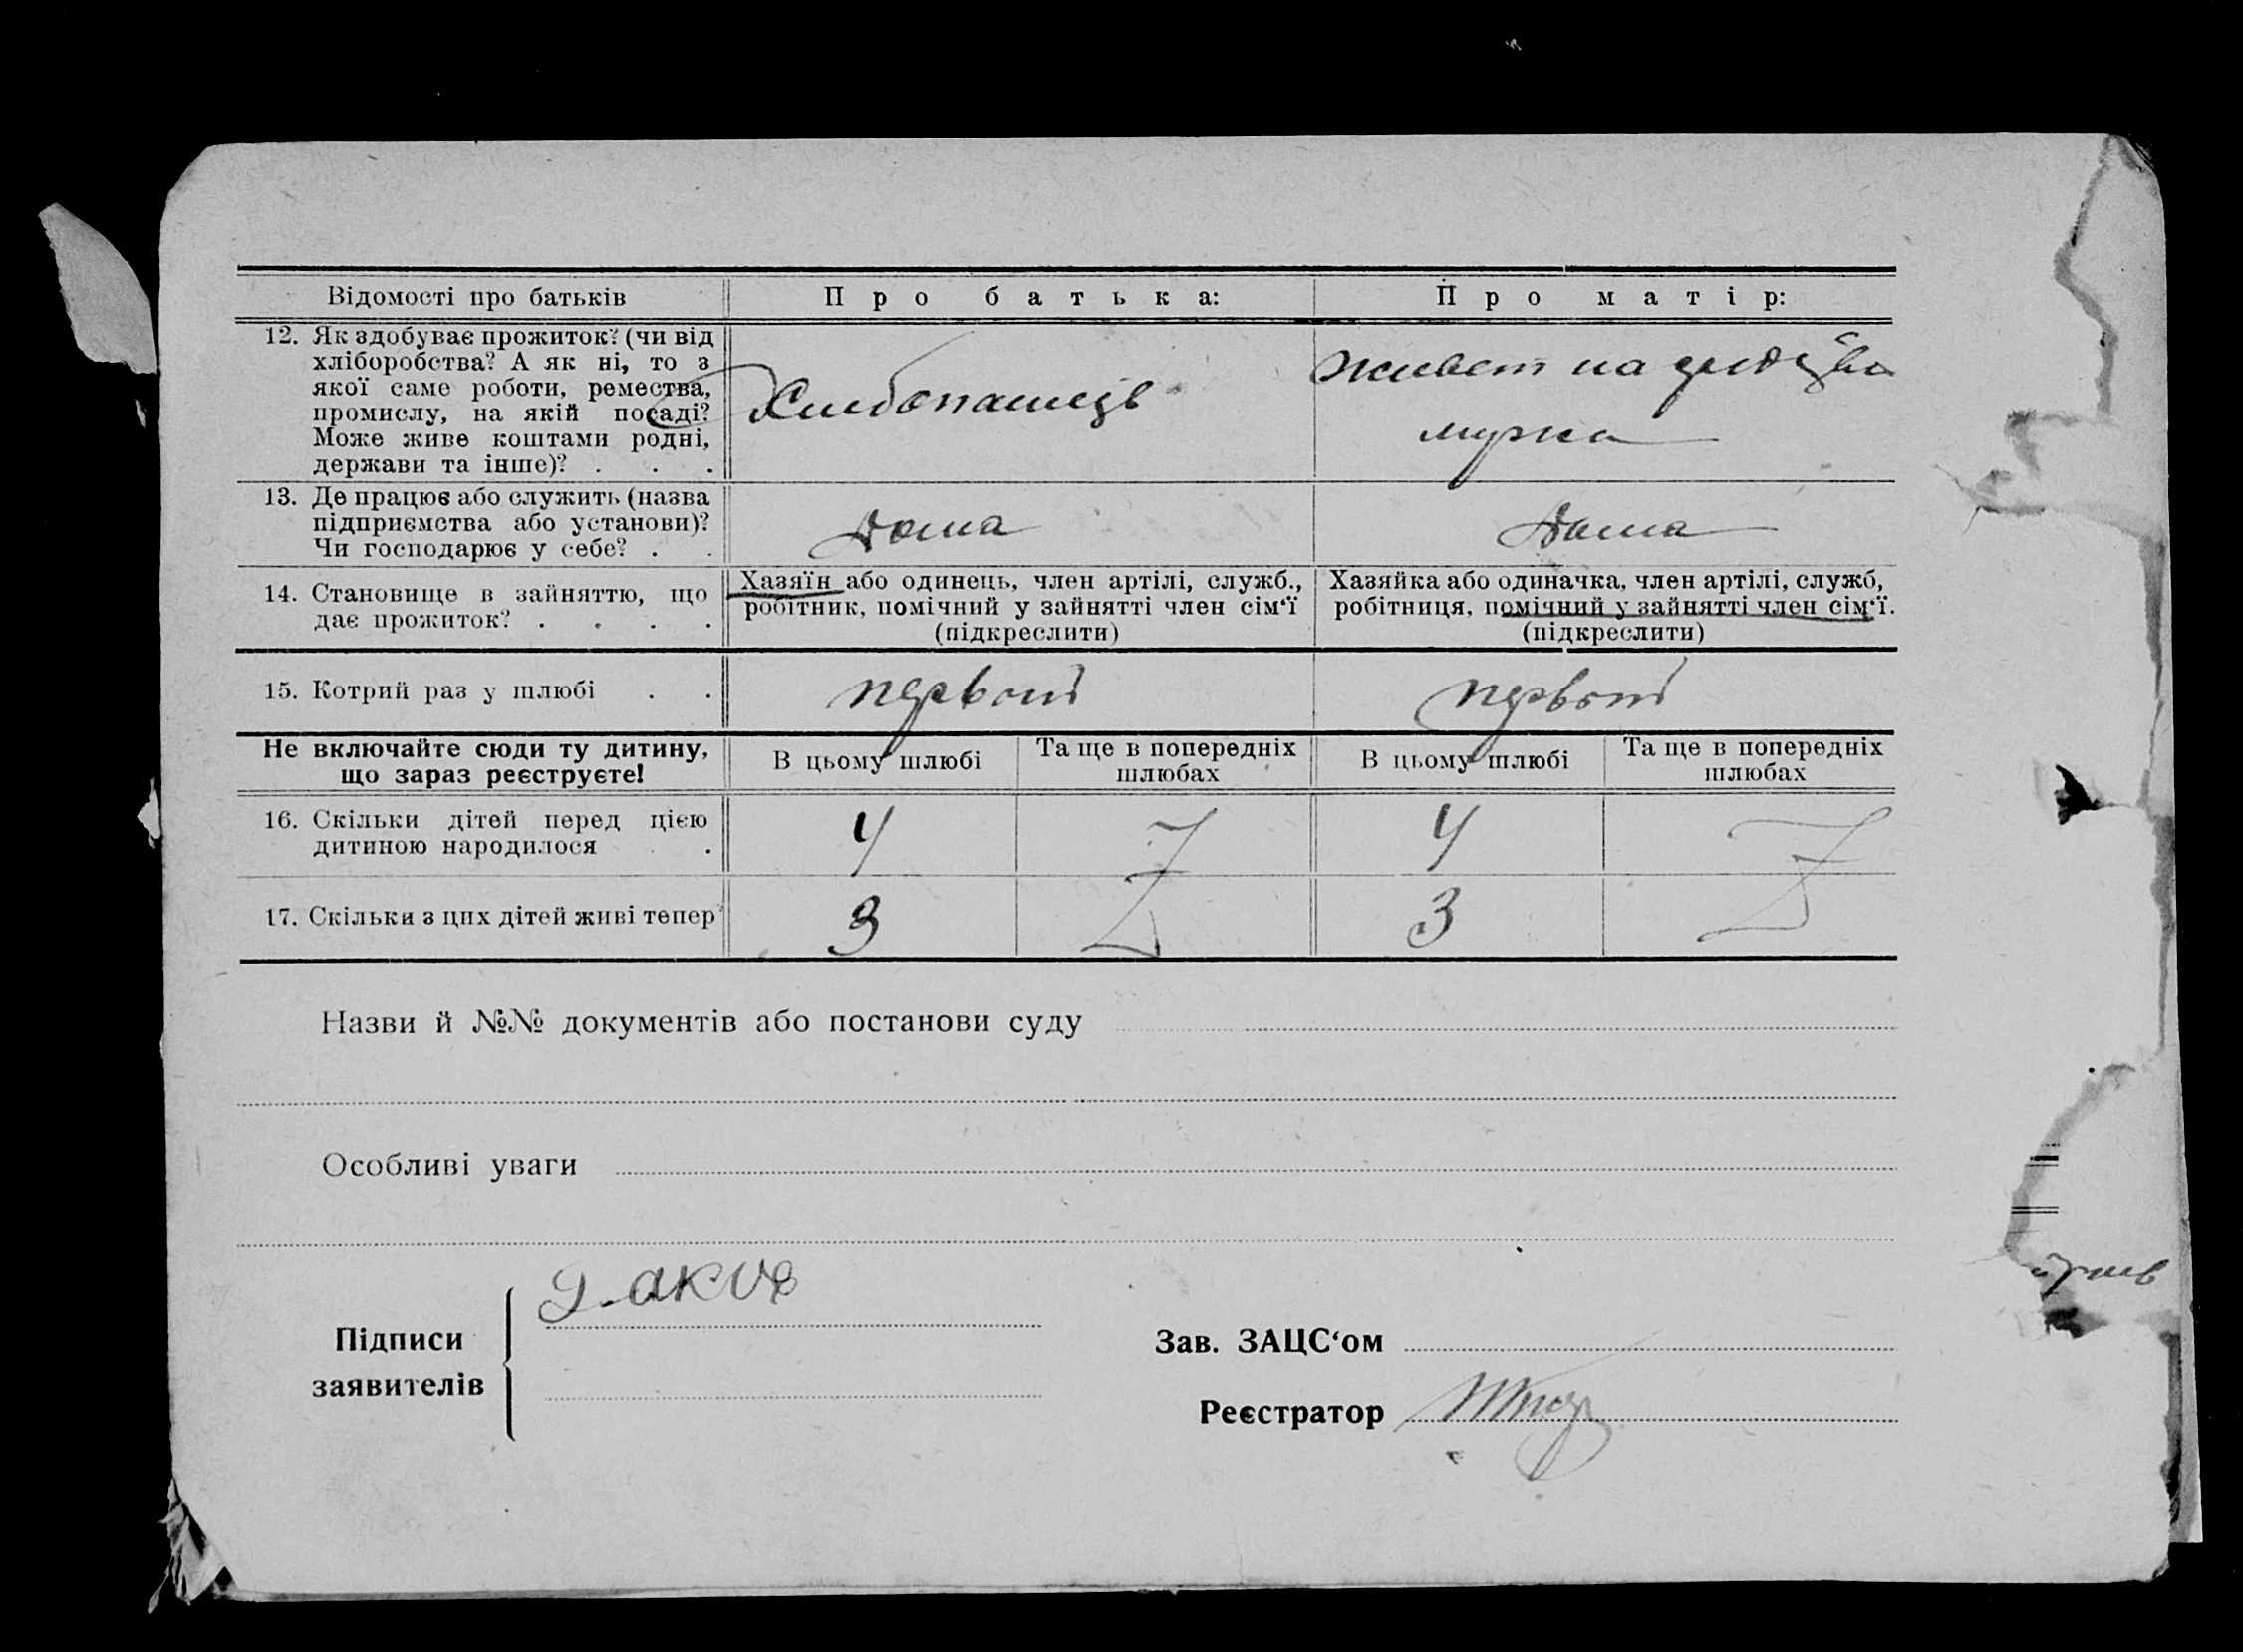 Відомості про батьків
Про батька:
Про матір:
12. Як здобуває прожиток? (чи від
хліборобства? А як ні, то з
якої саме роботи, ремества,
промислу, на якій посаді?
Може живе коштами родні,
держави та інше)? . . .
Хлибопашець
живет на
мужа
13. Де працює або служить (назва
підприємства або установи)?
Чи господарює у себе? . .
дома
дома
14. Становище в зайняттю, що
дає прожиток? . . . .
Хазяїн або одинець, член артілі, служб.,
робітник, помічний у зайнятті член сім‘ї
(підкреслити)
Хазяйка або одиначка, член артілі, служб,
робітниця, помічний у зайнятті член сім‘ї.
(підкреслити)
15. Котрий раз у шлюбі . .
первой
первой
Не включайте сюди ту дитину,
що зараз реєструєте!
В цьому шлюбі
Та ще в попередніх
шлюбах
В цьому шлюбі
Та ще в попередніх
шлюбах
16. Скільки дітей перед цією
дитиною народилося .
4
4
17. Скільки з цих дітей живі тепер
3
3
Назви й №№ документів або постанови суду
Особливі уваги
Підписи
заявителів
Зав. ЗАЦС‘ом
Реєстратор